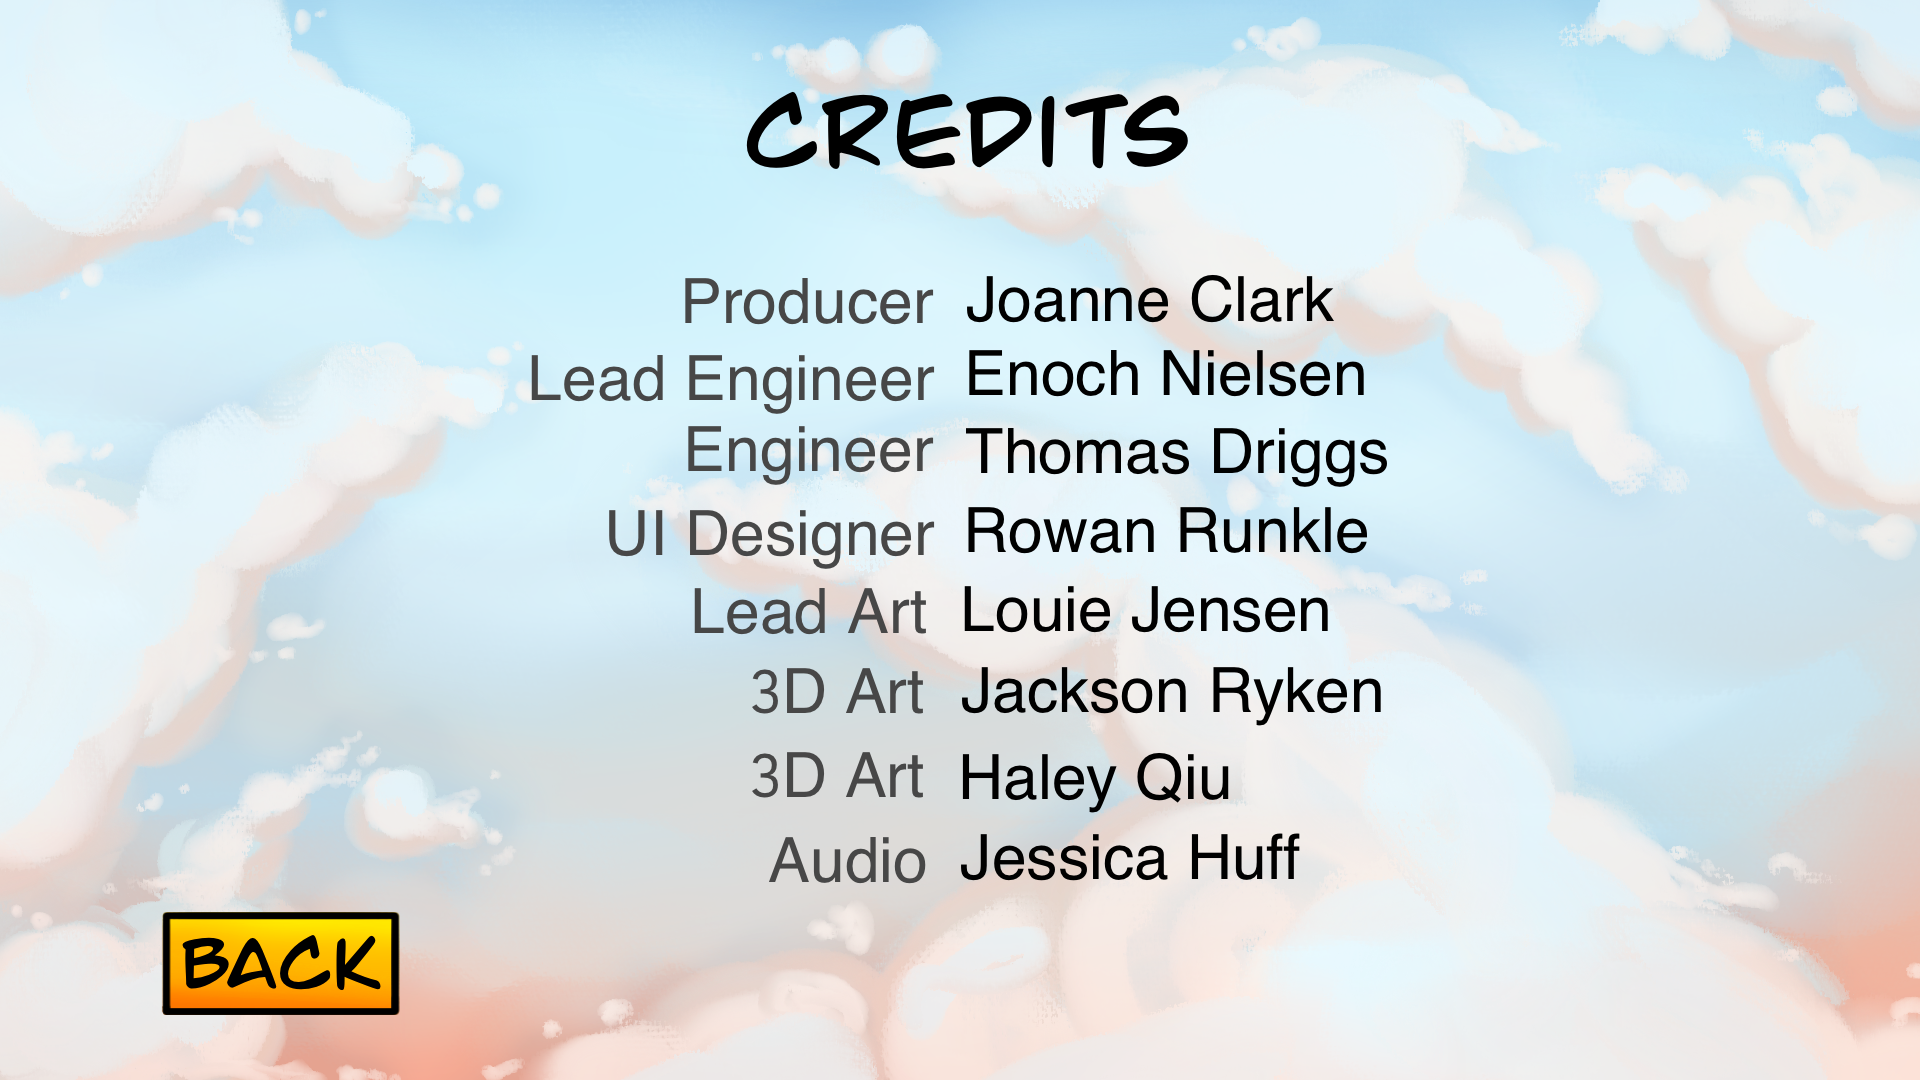 CREDITS
Producer Joanne Clark
Lead Engineer Enoch Nielsen
Engineer Thomas Driggs
UI Designer Rowan Runkle
Lead Art Louie Jensen
3D Art Jackson Ryken
3D Art Haley Qiu
Audio Jessica Huff
BACK